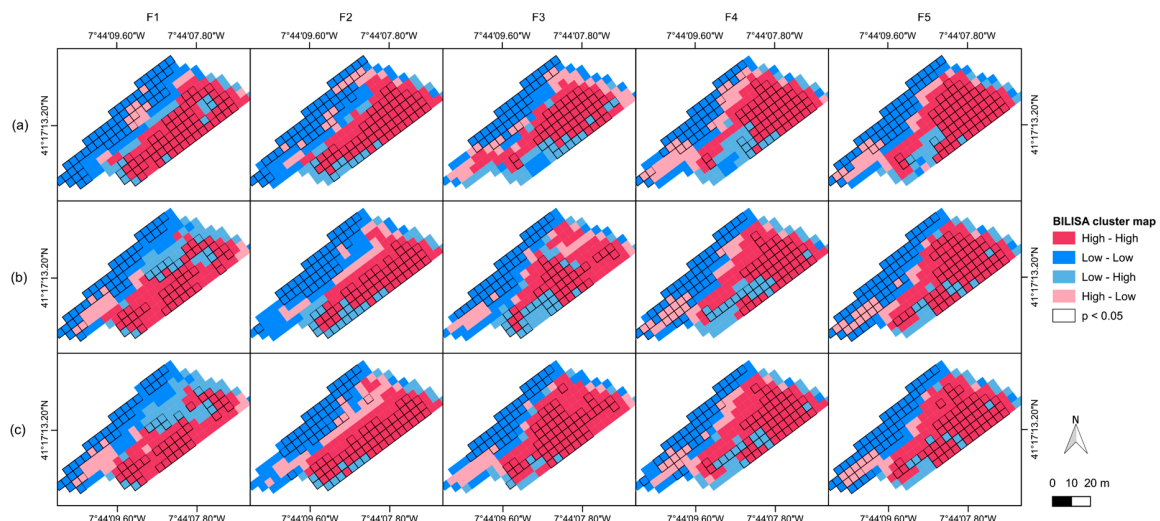 F1 F2 F3 F4 F5
7°44'09.60"W 7°44'07.80"W 7°44'09.60"W 7°44'07.80"W 7°44'09.60"W 7°44'07.80"W 7°44'09.60"W 7°44'07.80"W 7°44'09.60"W 7°44'07.80"W
(a) 41°17'13.20"N 41°17'13.20"N
(b) 41°17'13.20"N 41°17'13.20"N
(c) 41°17'13.20"N 41°17'13.20"N
7°44'09.60"W 7°44'07.80"W 7°44'09.60"W 7°44'07.80"W 7°44'09.60"W 7°44'07.80"W 7°44'09.60"W 7°44'07.80"W 7°44'09.60"W 7°44'07.80"W
BILISA cluster map
High - High
Low - Low
Low - High
High - Low
p < 0.05
N
0 10 20 m